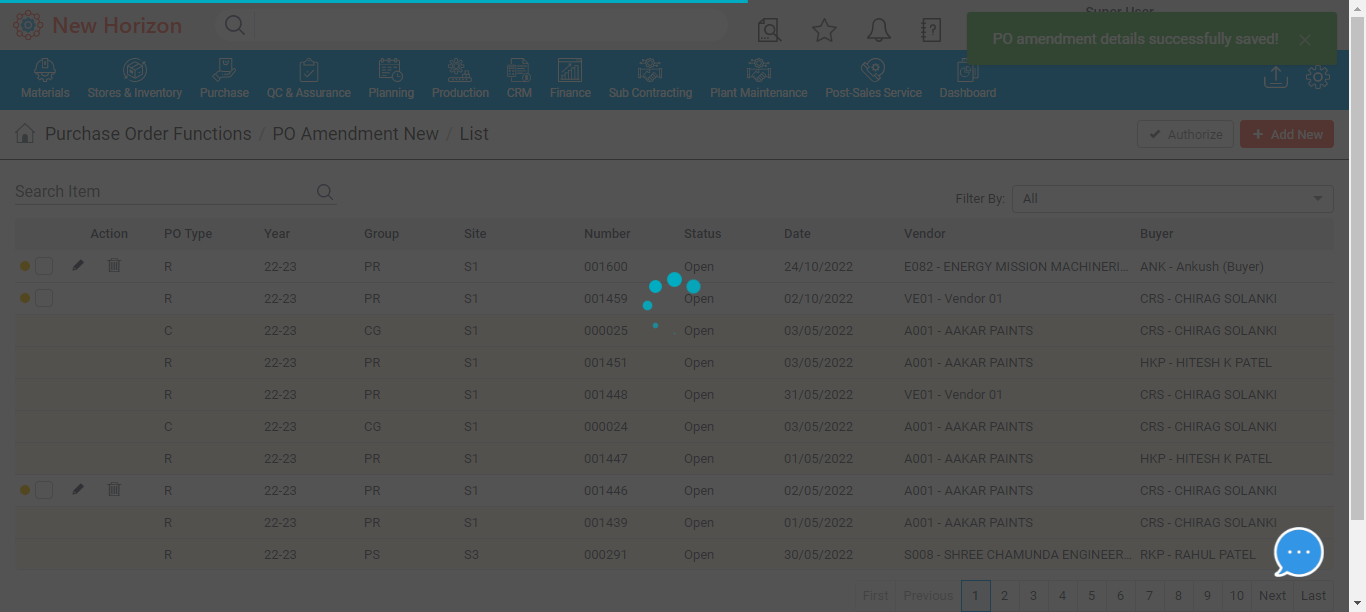 New Horizon
Super User
PO amendment details successfully saved!
Materials Stores & Inventory Purchase QC & Assurance Planning Production CRM Finance Sub Contracting Plant Maintenance Post-Sales Service Dashboard
Purchase Order Functions / PO Amendment New / List
Authorize + Add New
Search Item
Filter By: All
Action PO Type Year Group Site Number Status Date Vendor Buyer
R 22-23 PR S1 001600 Open 24/10/2022 E082 - ENERGY MISSION MACHINERI... ANK - Ankush (Buyer)
R 22-23 PR S1 001459 Open 02/10/2022 VE01 - Vendor 01 CRS - CHIRAG SOLANKI
C 22-23 CG S1 000025 Open 03/05/2022 A001 - AAKAR PAINTS CRS - CHIRAG SOLANKI
R 22-23 PR S1 001451 Open 03/05/2022 A001 - AAKAR PAINTS HKP - HITESH K PATEL
R 22-23 PR S1 001448 Open 31/05/2022 VE01 - Vendor 01 CRS - CHIRAG SOLANKI
C 22-23 CG S1 000024 Open 03/05/2022 A001 - AAKAR PAINTS CRS - CHIRAG SOLANKI
R 22-23 PR S1 001447 Open 01/05/2022 A001 - AAKAR PAINTS HKP - HITESH K PATEL
R 22-23 PR S1 001446 Open 02/05/2022 A001 - AAKAR PAINTS CRS - CHIRAG SOLANKI
R 22-23 PR S1 001439 Open 01/05/2022 A001 - AAKAR PAINTS CRS - CHIRAG SOLANKI
R 22-23 PS S3 000291 Open 30/05/2022 S008 - SHREE CHAMUNDA ENGINEER... RKP - RAHUL PATEL
First Previous 1 2 3 4 5 6 7 8 9 10 Next Last